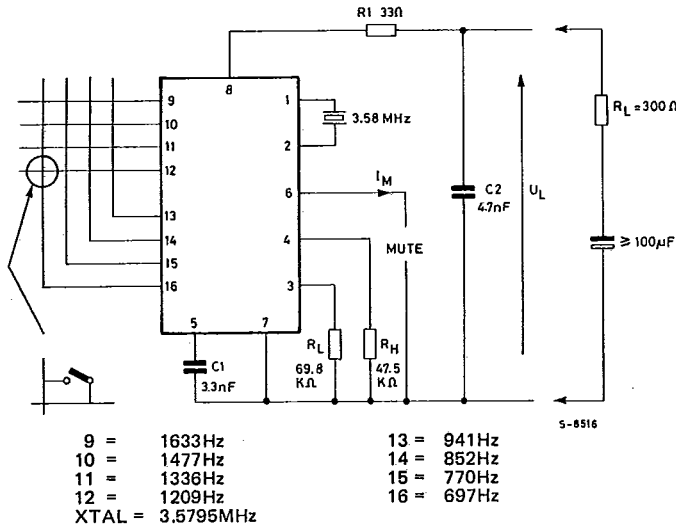 R1 33Ω
8
9
10
11
12
13
14
15
16
1
2
6
4
3
5
7
3.58 MHz
I_M
MUTE
C2
4.7nF
U_L
R_L=300Ω
≥100μF
R_L
69.8
KΩ
R_H
47.5
KΩ
C1
3.3nF
S-8516
9 = 1633Hz
10 = 1477Hz
11 = 1336Hz
12 = 1209Hz
XTAL = 3.5795MHz
13 = 941Hz
14 = 852Hz
15 = 770Hz
16 = 697Hz